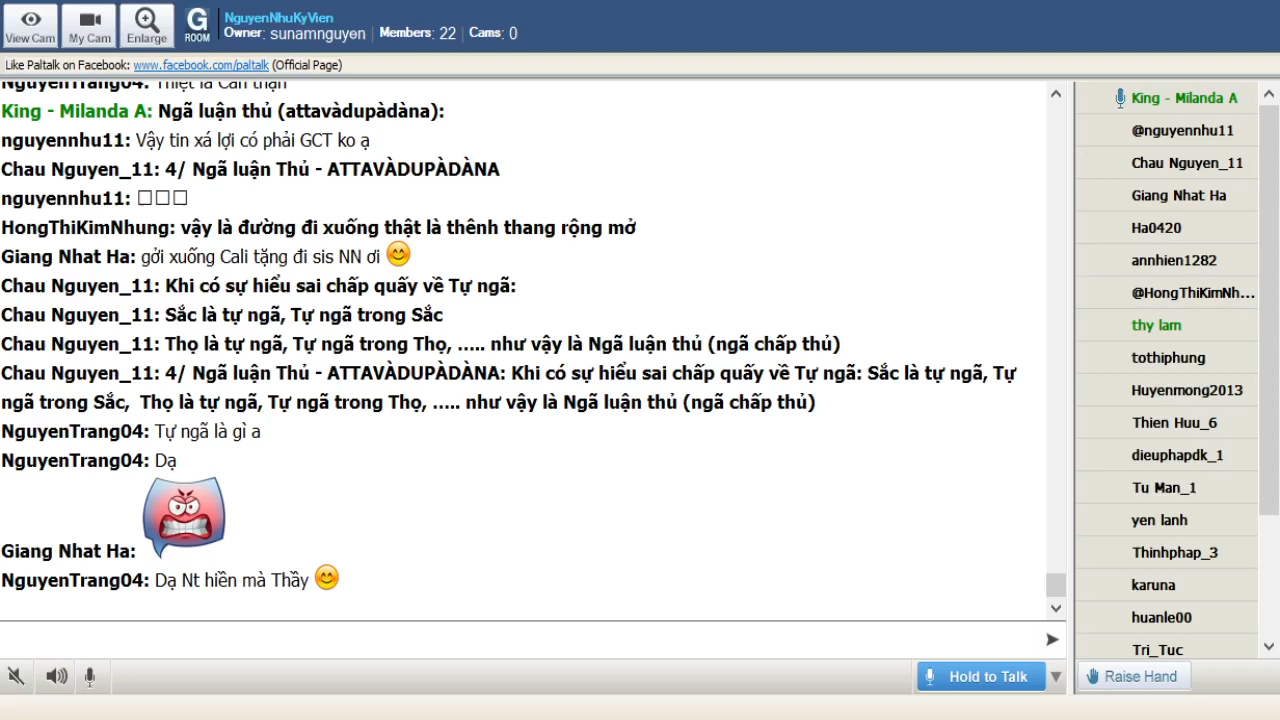 View Cam
My Cam
Enlarge
G
ROOM
NguyenNhuKyVien
Owner: sunamnguyen | Members: 22 | Cams: 0
Like Paltalk on Facebook: www.facebook.com/paltalk (Official Page)
NguyenTrang04: Thiệt là Cẩn thận
King - Milanda A: Ngã luận thủ (attavàdupàdàna):
nguyennhu11: Vậy tin xá lợi có phải GCT ko ạ
Chau Nguyen_11: 4/ Ngã luận Thủ - ATTAVÀDUPÀDÀNA
nguyennhu11: □□□
HongThiKimNhung: vậy là đường đi xuống thật là thênh thang rộng mở
Giang Nhat Ha: gởi xuống Cali tặng đi sis NN ơi
Chau Nguyen_11: Khi có sự hiểu sai chấp quấy về Tự ngã:
Chau Nguyen_11: Sắc là tự ngã, Tự ngã trong Sắc
Chau Nguyen_11: Thọ là tự ngã, Tự ngã trong Thọ, ..... như vậy là Ngã luận thủ (ngã chấp thủ)
Chau Nguyen_11: 4/ Ngã luận Thủ - ATTAVÀDUPÀDÀNA: Khi có sự hiểu sai chấp quấy về Tự ngã: Sắc là tự ngã, Tự
ngã trong Sắc, Thọ là tự ngã, Tự ngã trong Thọ, ..... như vậy là Ngã luận thủ (ngã chấp thủ)
NguyenTrang04: Tự ngã là gì a
NguyenTrang04: Dạ
Giang Nhat Ha:
NguyenTrang04: Dạ Nt hiền mà Thầy
Hold to Talk
King - Milanda A
@nguyennhu11
Chau Nguyen_11
Giang Nhat Ha
Ha0420
annhien1282
@HongThiKimNh...
thy lam
tothiphung
Huyenmong2013
Thien Huu_6
dieuphapdk_1
Tu Man_1
yen lanh
Thinhphap_3
karuna
huanle00
Tri_Tuc
Raise Hand